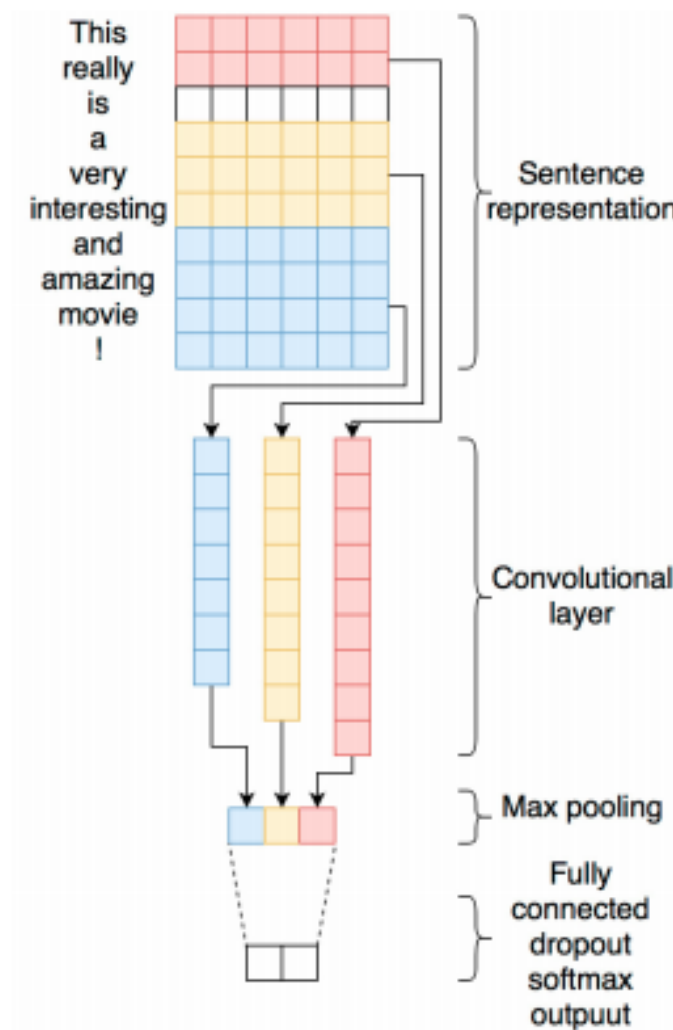 This
really
is
a
very
interesting
and
amazing
movie
!
Sentence
representation
Convolutional
layer
Max pooling
Fully
connected
dropout
softmax
outpuut